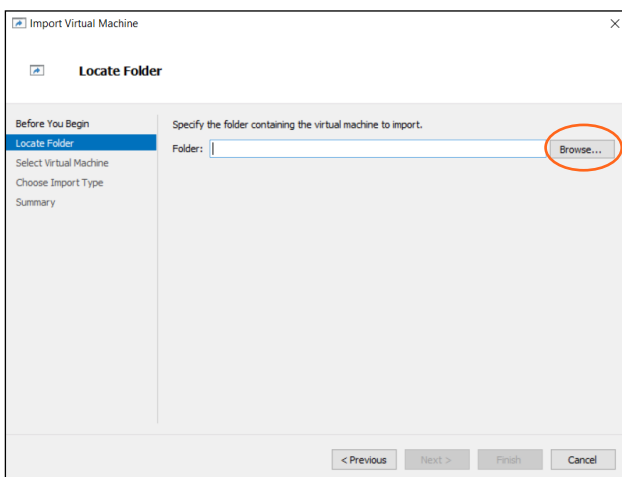 Import Virtual Machine
Locate Folder
Before You Begin
Locate Folder
Select Virtual Machine
Choose Import Type
Summary
Specify the folder containing the virtual machine to import.
Folder:
Browse...
< Previous
Next >
Finish
Cancel